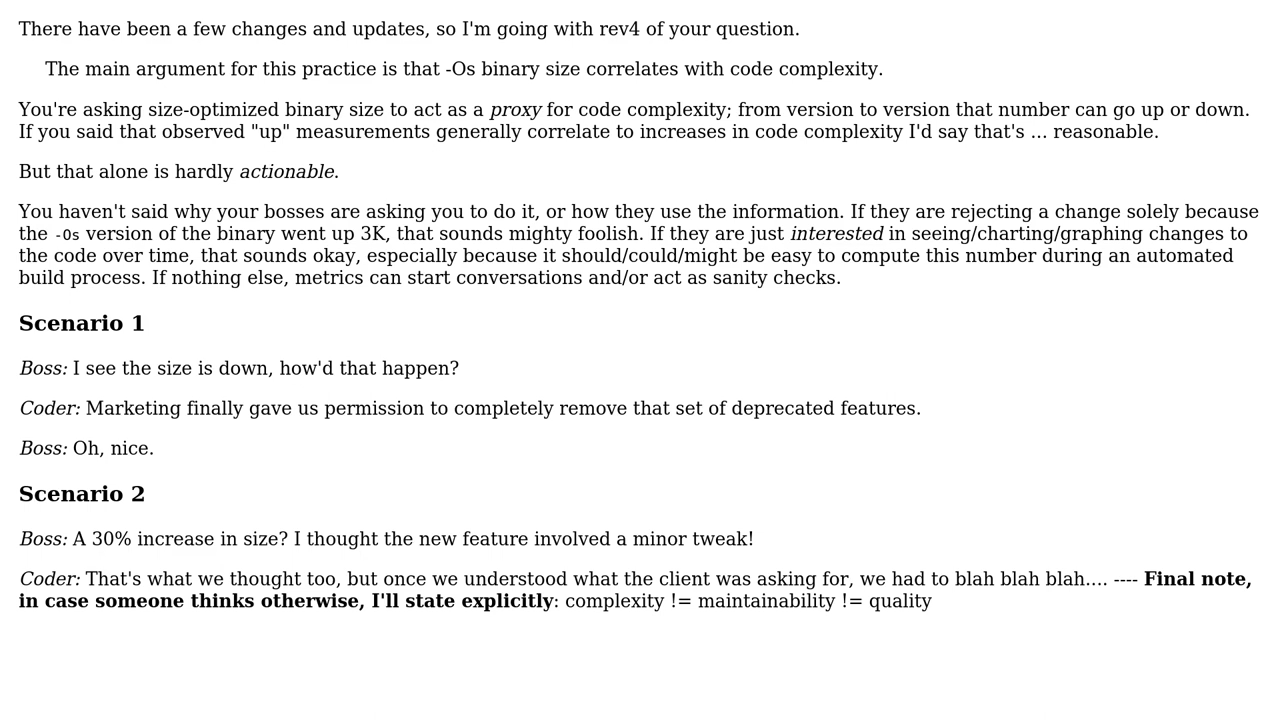 There have been a few changes and updates, so I'm going with rev4 of your question.
The main argument for this practice is that -Os binary size correlates with code complexity.
You're asking size-optimized binary size to act as a proxy for code complexity; from version to version that number can go up or down.
If you said that observed "up" measurements generally correlate to increases in code complexity I'd say that's ... reasonable.
But that alone is hardly actionable.
You haven't said why your bosses are asking you to do it, or how they use the information. If they are rejecting a change solely because
the -Os version of the binary went up 3K, that sounds mighty foolish. If they are just interested in seeing/charting/graphing changes to
the code over time, that sounds okay, especially because it should/could/might be easy to compute this number during an automated
build process. If nothing else, metrics can start conversations and/or act as sanity checks.
Scenario 1
Boss: I see the size is down, how'd that happen?
Coder: Marketing finally gave us permission to completely remove that set of deprecated features.
Boss: Oh, nice.
Scenario 2
Boss: A 30% increase in size? I thought the new feature involved a minor tweak!
Coder: That's what we thought too, but once we understood what the client was asking for, we had to blah blah blah.... ---- Final note,
in case someone thinks otherwise, I'll state explicitly: complexity != maintainability != quality